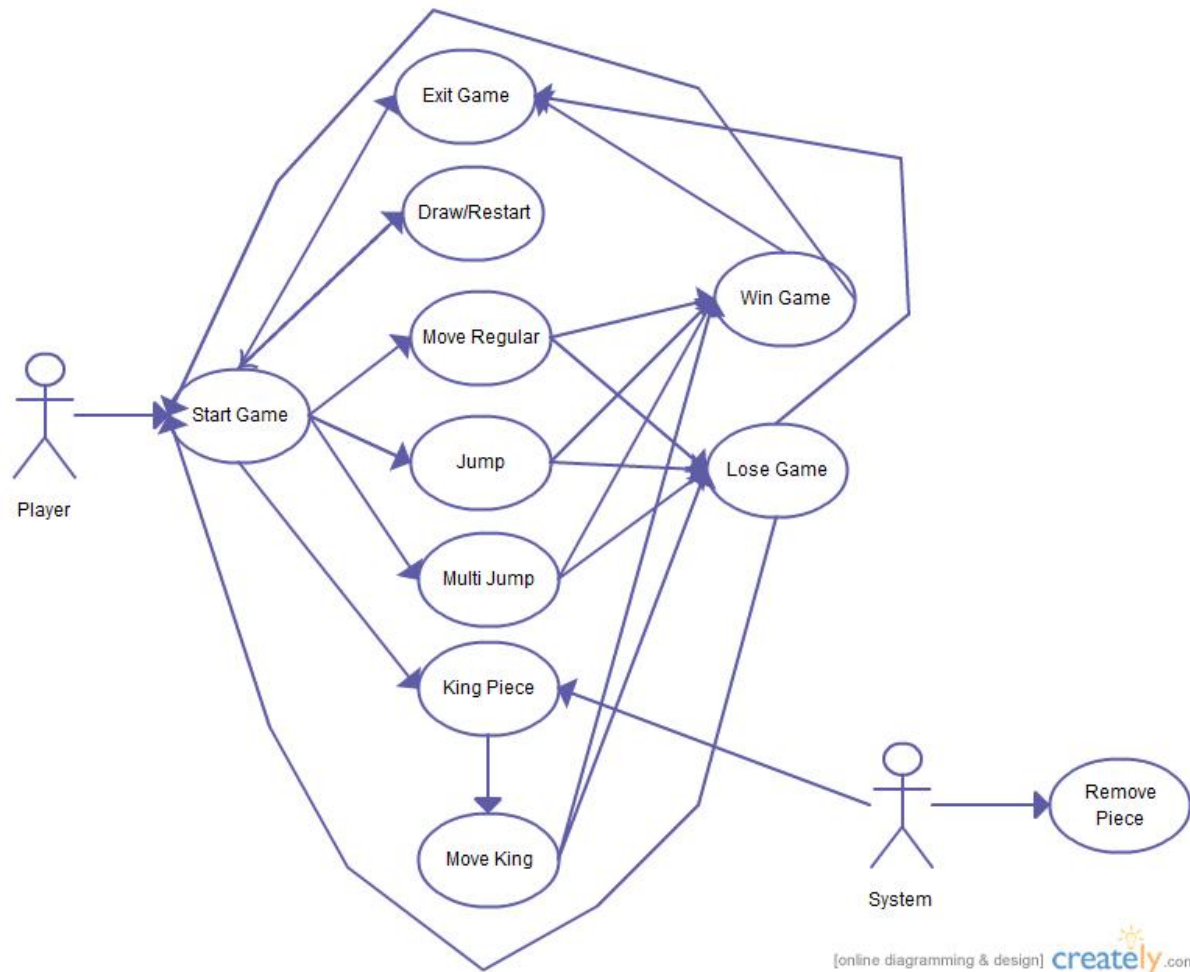 Exit Game
Draw/Restart
Win Game
Move Regular
Start Game
Jump
Lose Game
Player
Multi Jump
King Piece
Remove
Piece
Move King
System
[online diagramming & design] creately.com